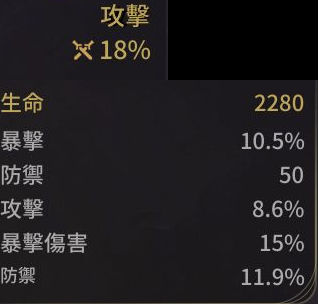 攻擊
18%
生命 2280
暴擊 10.5%
防禦 50
攻擊 8.6%
暴擊傷害 15%
防禦 11.9%